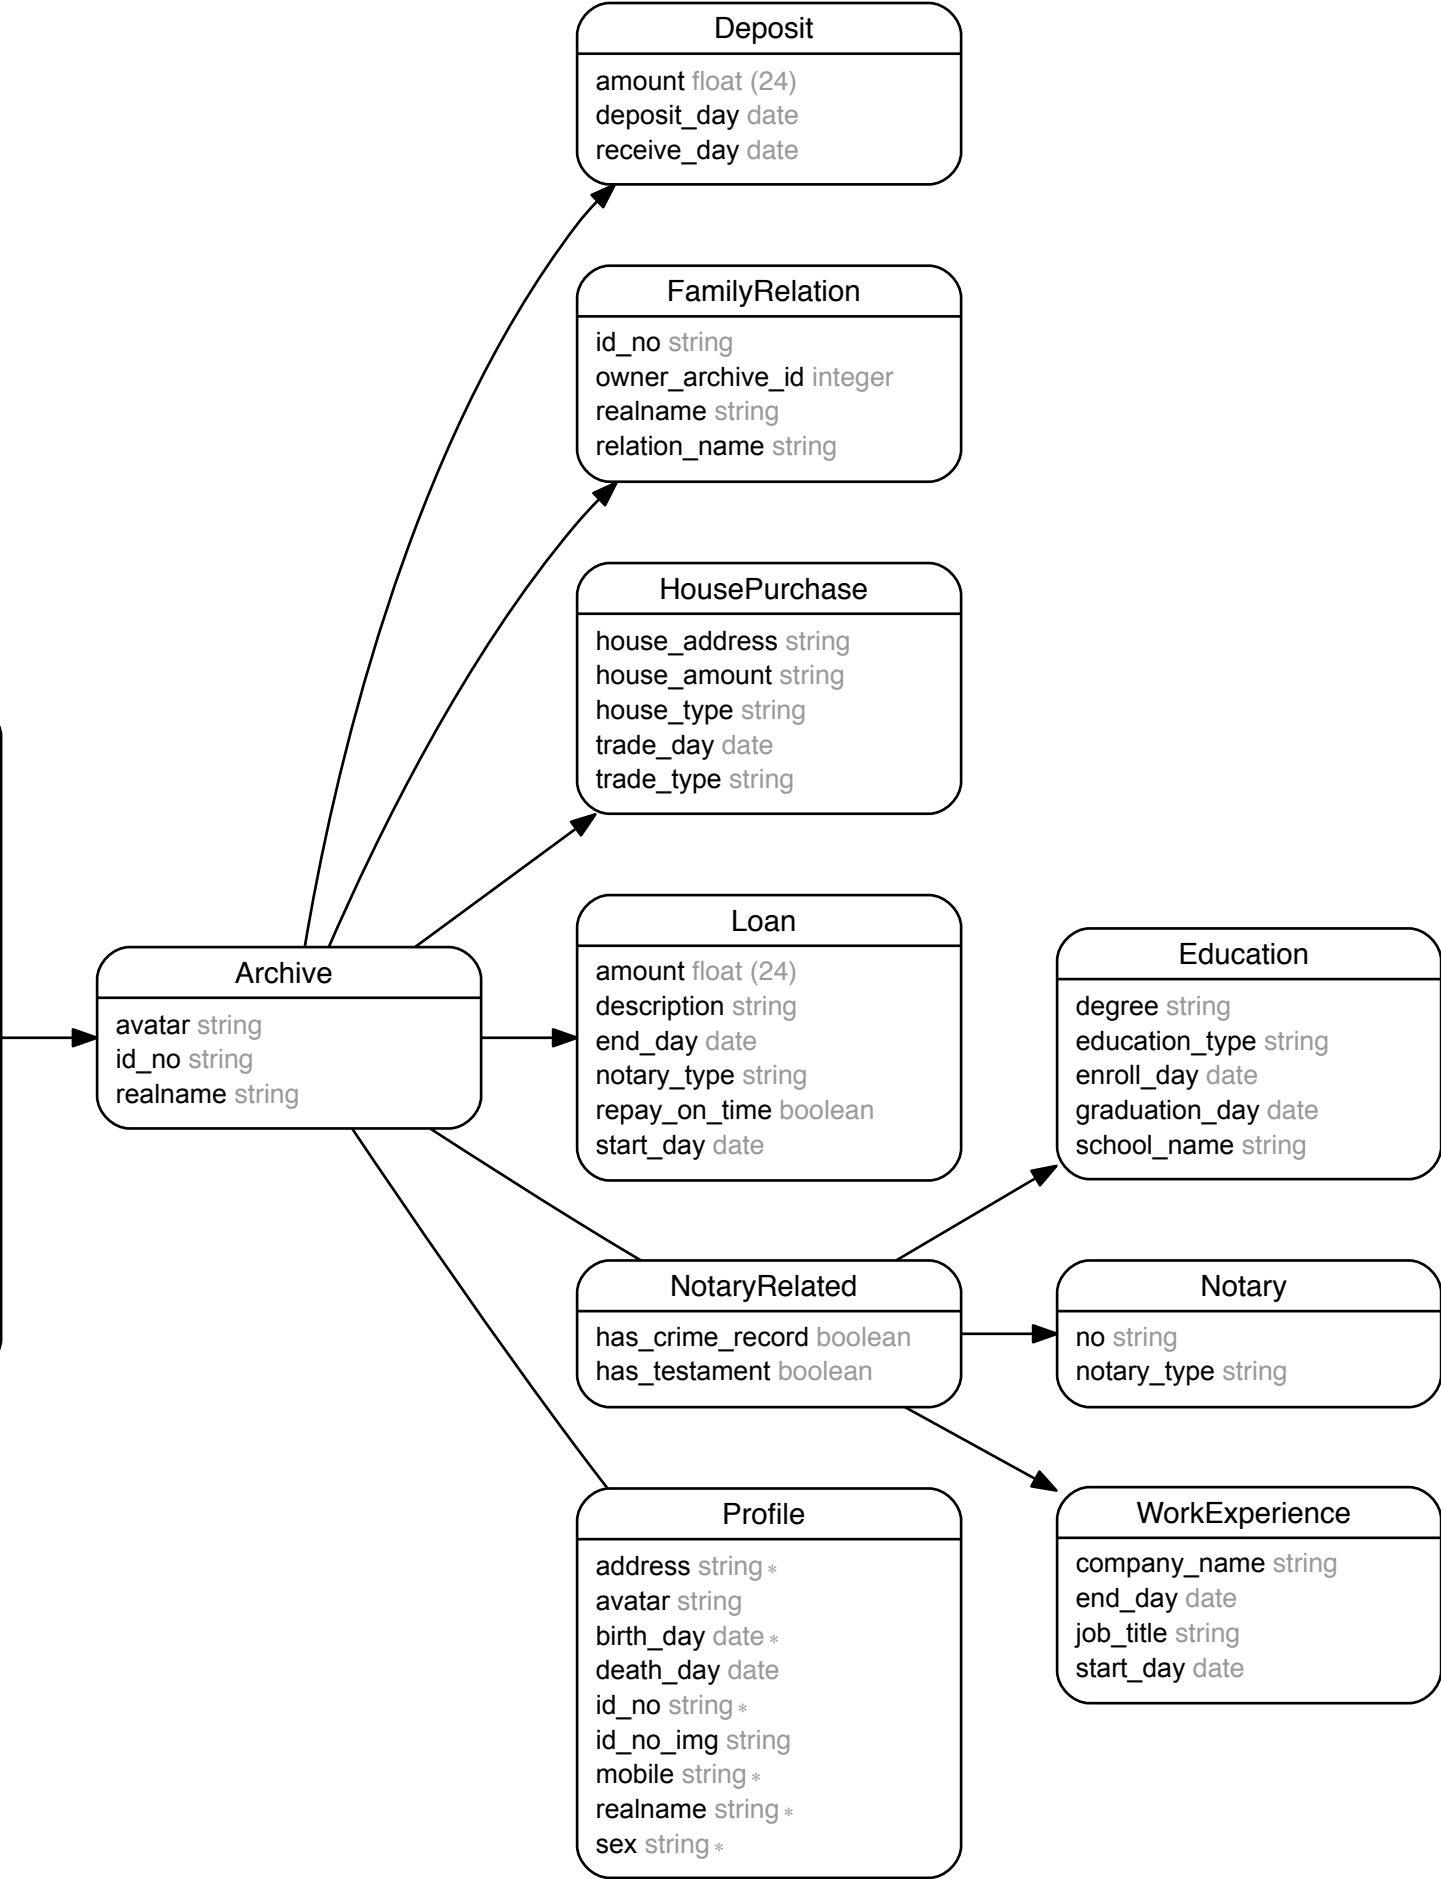 Deposit
amount float (24)
deposit_day date
receive_day date
FamilyRelation
id_no string
owner_archive_id integer
realname string
relation_name string
HousePurchase
house_address string
house_amount string
house_type string
trade_day date
trade_type string
Archive
avatar string
id_no string
realname string
Loan
amount float (24)
description string
end_day date
notary_type string
repay_on_time boolean
start_day date
Education
degree string
education_type string
enroll_day date
graduation_day date
school_name string
NotaryRelated
has_crime_record boolean
has_testament boolean
Notary
no string
notary_type string
Profile
address string *
avatar string
birth_day date *
death_day date
id_no string *
id_no_img string
mobile string *
realname string *
sex string *
WorkExperience
company_name string
end_day date
job_title string
start_day date